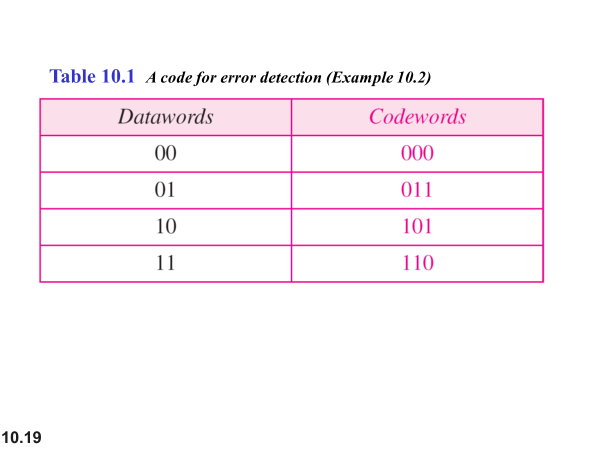 Table 10.1 A code for error detection (Example 10.2)
Datawords Codewords
00 000
01 011
10 101
11 110
10.19